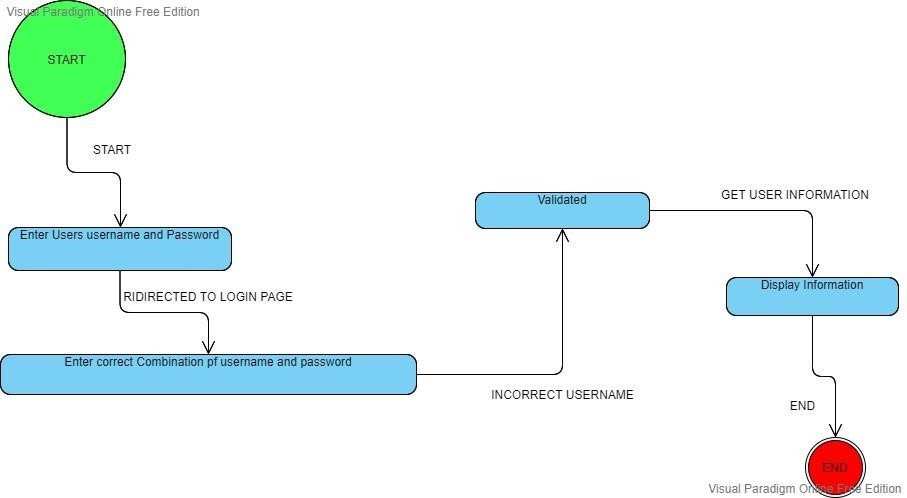 Visual Paradigm Online Free Edition
START
START
Enter Users username and Password
RIDIRECTED TO LOGIN PAGE
Enter correct Combination pf username and password
INCORRECT USERNAME
Validated
GET USER INFORMATION
Display Information
END
END
Visual Paradigm Online Free Edition